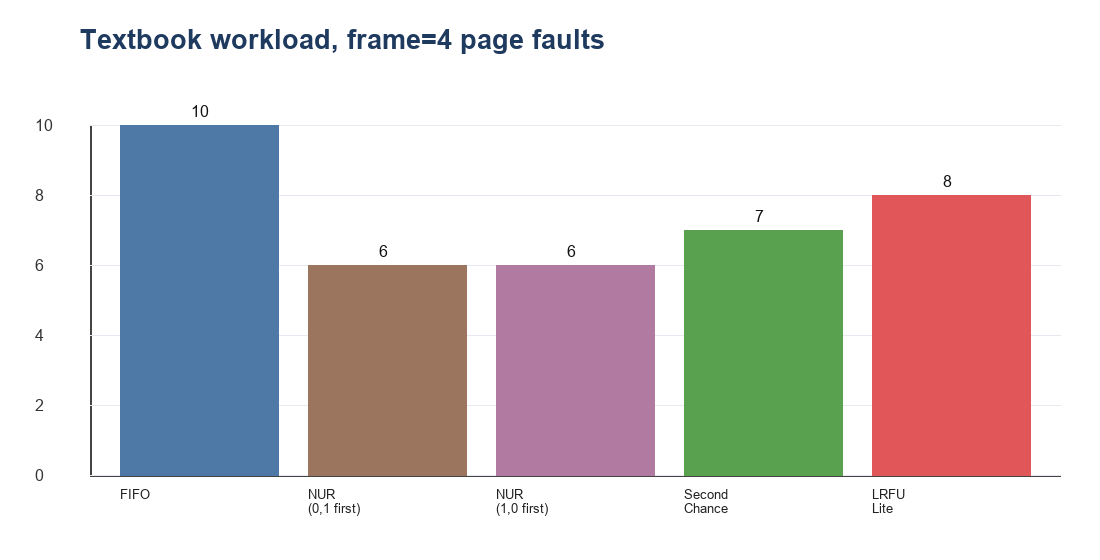 Textbook workload, frame=4 page faults
10
8
6
4
2
0
10
6
6
7
8
FIFO
NUR
(0,1 first)
NUR
(1,0 first)
Second
Chance
LRFU
Lite